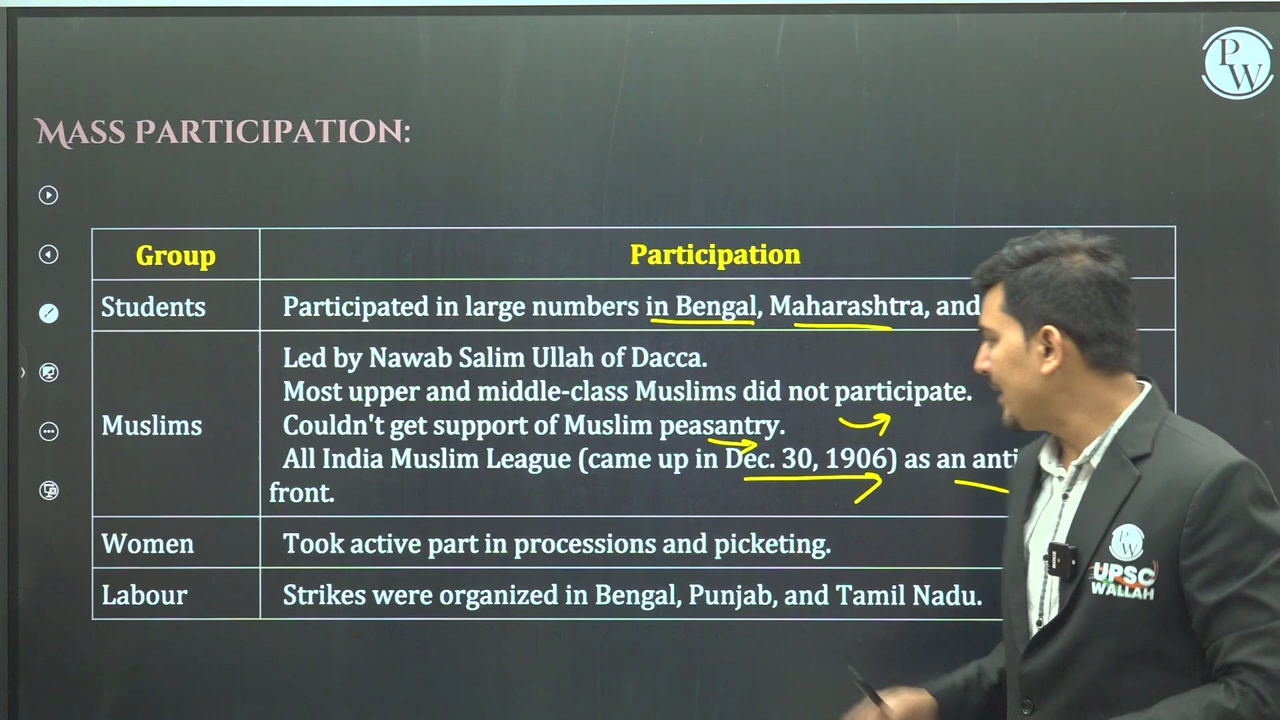 PW
MASS PARTICIPATION:
Group Participation
Students Participated in large numbers in Bengal, Maharashtra, and
Led by Nawab Salim Ullah of Dacca.
Most upper and middle-class Muslims did not participate.
Muslims Couldn't get support of Muslim peasantry.
All India Muslim League (came up in Dec. 30, 1906) as an anti
front.
Women Took active part in processions and picketing.
Labour Strikes were organized in Bengal, Punjab, and Tamil Nadu.
PW
UPSC
WALLAH